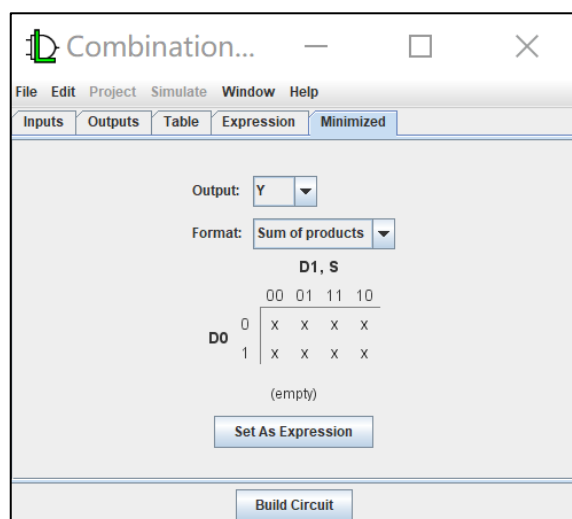 Combination...
File Edit Project Simulate Window Help
Inputs Outputs Table Expression Minimized
Output: Y
Format: Sum of products
D1, S
00 01 11 10
0 x x x x
D0
1 x x x x
(empty)
Set As Expression
Build Circuit